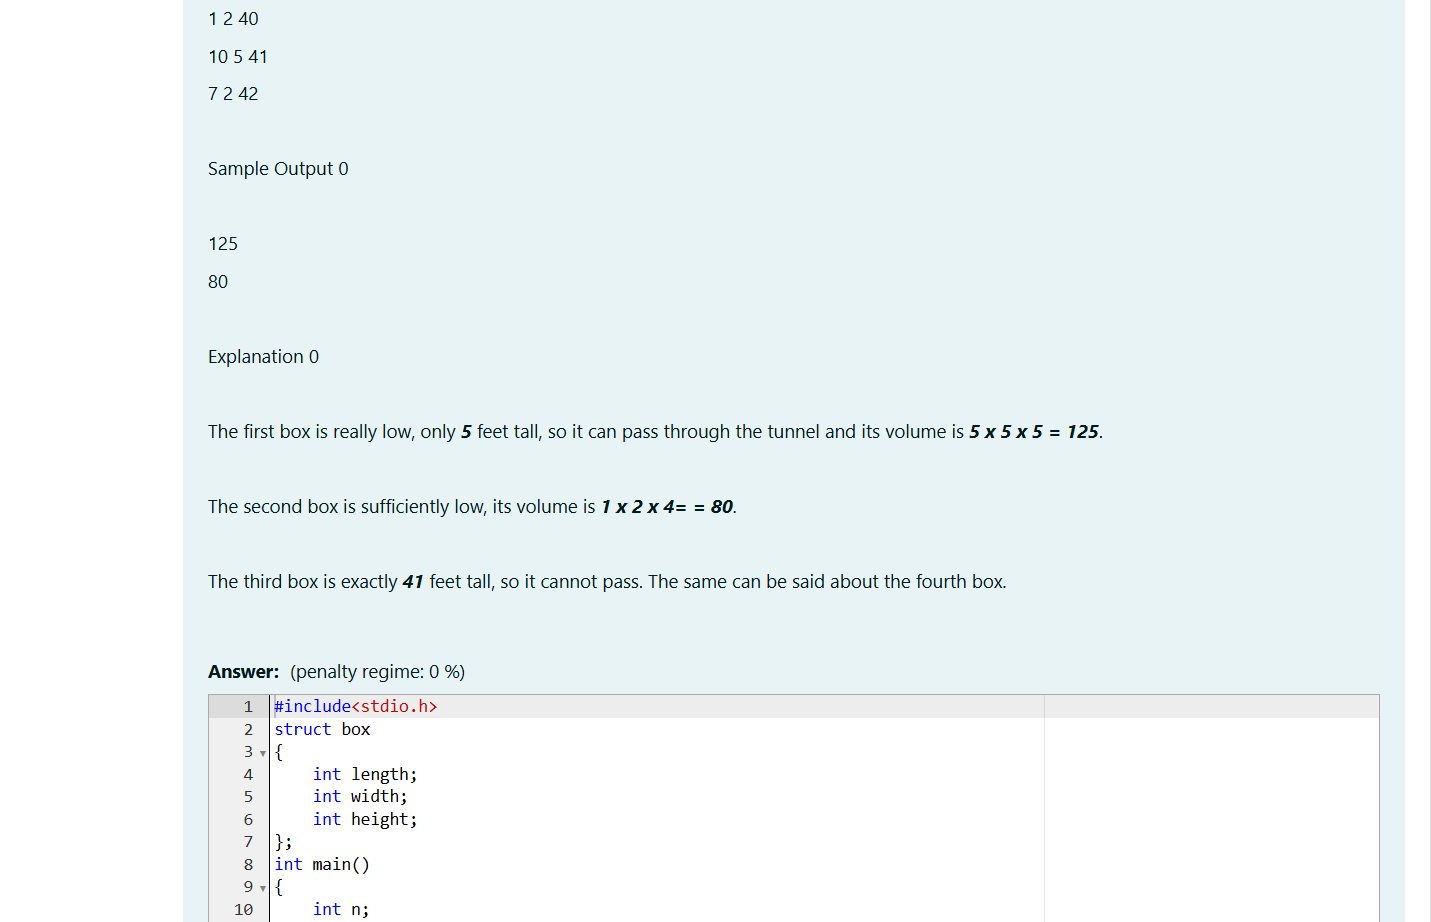 1 2 40
10 5 41
7 2 42
Sample Output 0
125
80
Explanation 0
The first box is really low, only 5 feet tall, so it can pass through the tunnel and its volume is 5 x 5 x 5 = 125.
The second box is sufficiently low, its volume is 1 x 2 x 4= = 80.
The third box is exactly 41 feet tall, so it cannot pass. The same can be said about the fourth box.
Answer: (penalty regime: 0 %)
1 #include<stdio.h>
2 struct box
3 {
4     int length;
5     int width;
6     int height;
7 };
8 int main()
9 {
10     int n;